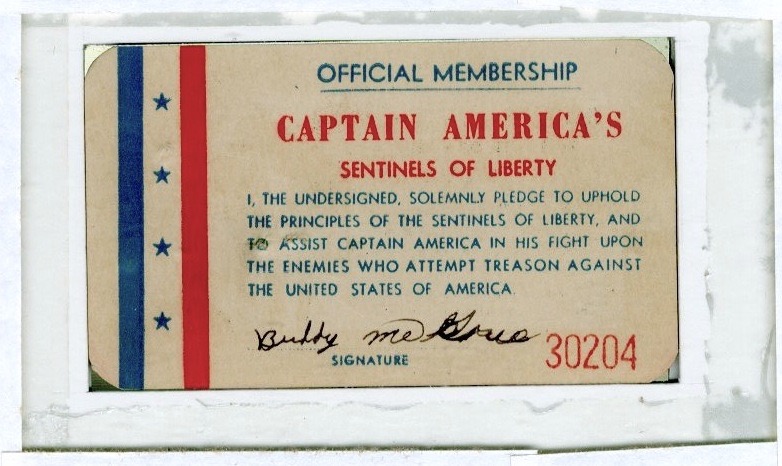 OFFICIAL MEMBERSHIP
CAPTAIN AMERICA'S
SENTINELS OF LIBERTY
I, THE UNDERSIGNED, SOLEMNLY PLEDGE TO UPHOLD
THE PRINCIPLES OF THE SENTINELS OF LIBERTY, AND
TO ASSIST CAPTAIN AMERICA IN HIS FIGHT UPON
THE ENEMIES WHO ATTEMPT TREASON AGAINST
THE UNITED STATES OF AMERICA.
Buddy
SIGNATURE
30204